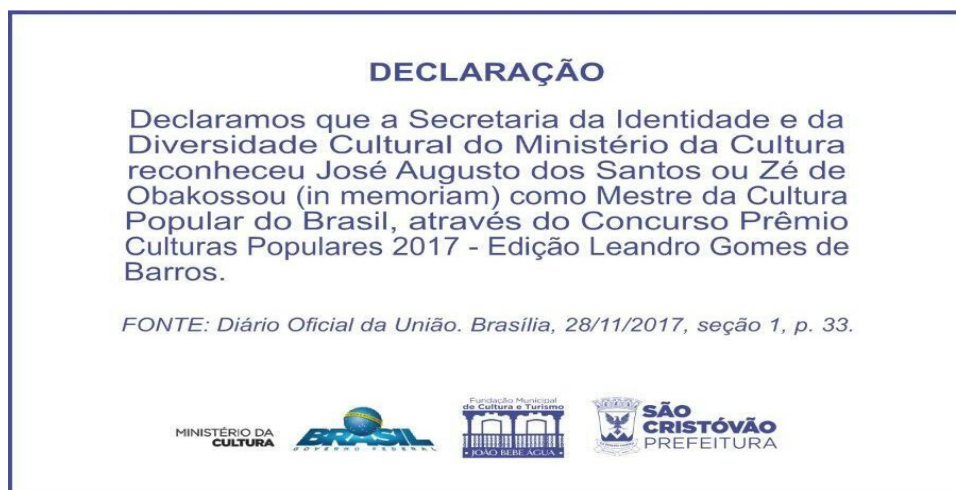 DECLARAÇÃO
Declaramos que a Secretaria da Identidade e da
Diversidade Cultural do Ministério da Cultura
reconheceu José Augusto dos Santos ou Zé de
Obakossou (in memoriam) como Mestre da Cultura
Popular do Brasil, através do Concurso Prêmio
Culturas Populares 2017 - Edição Leandro Gomes de
Barros.
FONTE: Diário Oficial da União. Brasília, 28/11/2017, seção 1, p. 33.
MINISTÉRIO DA
CULTURA
BRASIL
GOVERNO FEDERAL
Fundação Municipal
de Cultura e Turismo
• JOÃO BEBE ÁGUA •
SÃO
CRISTÓVÃO
PREFEITURA